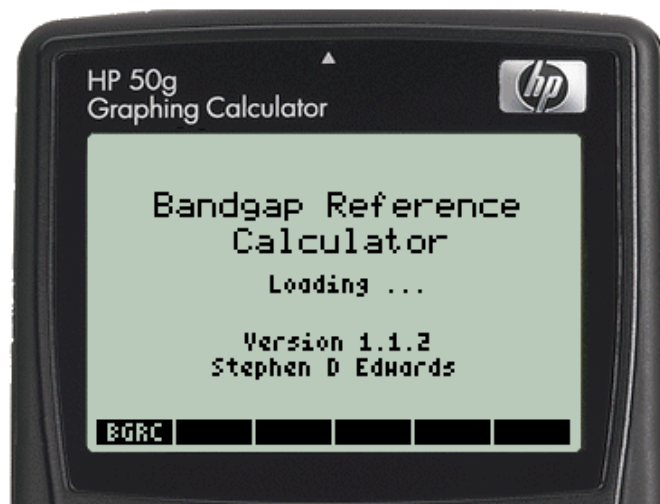 HP 50g
Graphing Calculator
hp
Bandgap Reference
Calculator
Loading ...
Version 1.1.2
Stephen D Edwards
BGRC